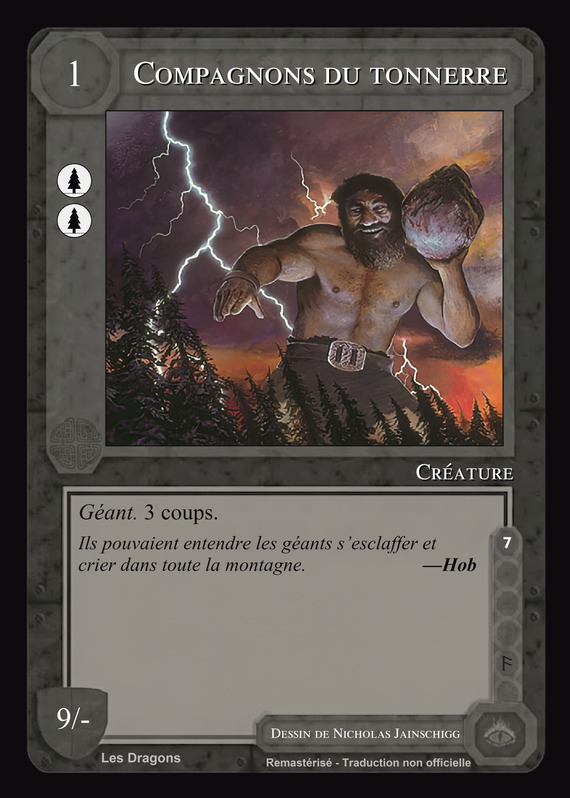 1
Compagnons du tonnerre
Créature
Géant. 3 coups.
Ils pouvaient entendre les géants s’esclaffer et
crier dans toute la montagne. —Hob
7
ᚨ
9/-
Dessin de Nicholas Jainschigg
Les Dragons
Remastérisé - Traduction non officielle